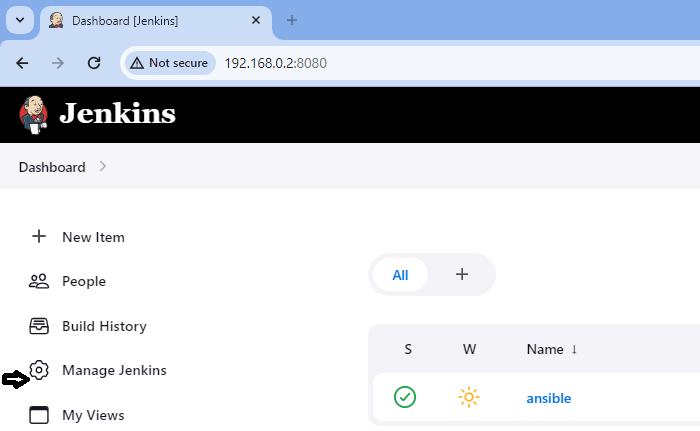 Dashboard [Jenkins]
Not secure 192.168.0.2:8080
Jenkins
Dashboard
New Item
People
Build History
Manage Jenkins
My Views
All
S W Name ↓
ansible